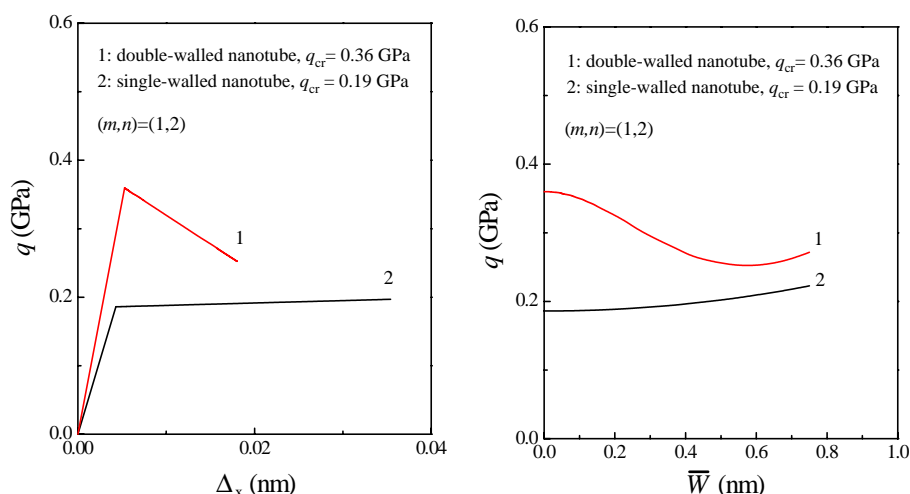 0.6
1: double-walled nanotube, qcr= 0.36 GPa
2: single-walled nanotube, qcr = 0.19 GPa
(m,n)=(1,2)
0.4
q (GPa)
1
2
0.2
0.0
0.00
0.02
0.04
Δx (nm)
0.6
1: double-walled nanotube, qcr= 0.36 GPa
2: single-walled nanotube, qcr = 0.19 GPa
(m,n)=(1,2)
0.4
q (GPa)
1
2
0.2
0.0
0.0 0.2 0.4 0.6 0.8 1.0
W̅ (nm)